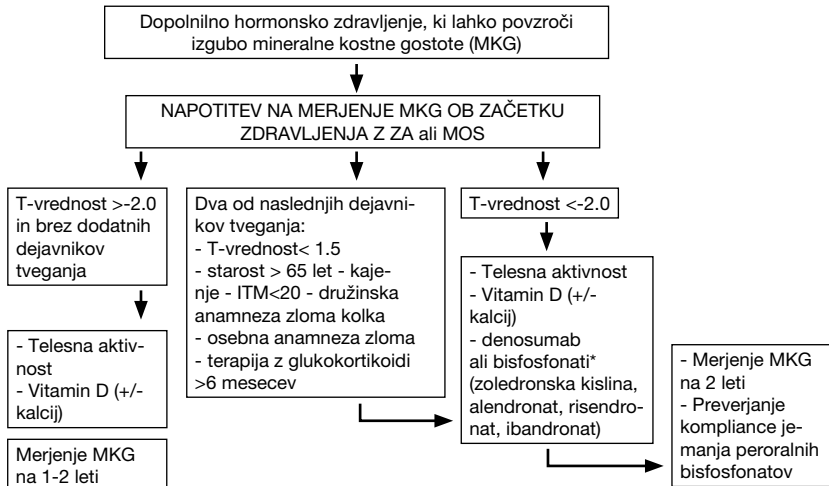 Dopolnilno hormonsko zdravljenje, ki lahko povzroči
izgubo mineralne kostne gostote (MKG)
NAPOTITEV NA MERJENJE MKG OB ZAČETKU
ZDRAVLJENJA Z ZA ali MOS
T-vrednost >-2.0
in brez dodatnih
dejavnikov
tveganja
- Telesna aktiv-
nost
- Vitamin D (+/-
kalcij)
Merjenje MKG
na 1-2 leti
Dva od naslednjih dejavni-
kov tveganja:
- T-vrednost< 1.5
- starost > 65 let - kaje-
nje - ITM<20 - družinska
anamneza zloma kolka
- osebna anamneza zloma
- terapija z glukokortikoidi
>6 mesecev
T-vrednost <-2.0
- Telesna aktivnost
- Vitamin D (+/-
kalcij)
- denosumab
ali bisfosfonati*
(zoledronska kislina,
alendronat, risendro-
nat, ibandronat)
- Merjenje MKG
na 2 leti
- Preverjanje
kompliance je-
manja peroralnih
bisfosfonatov